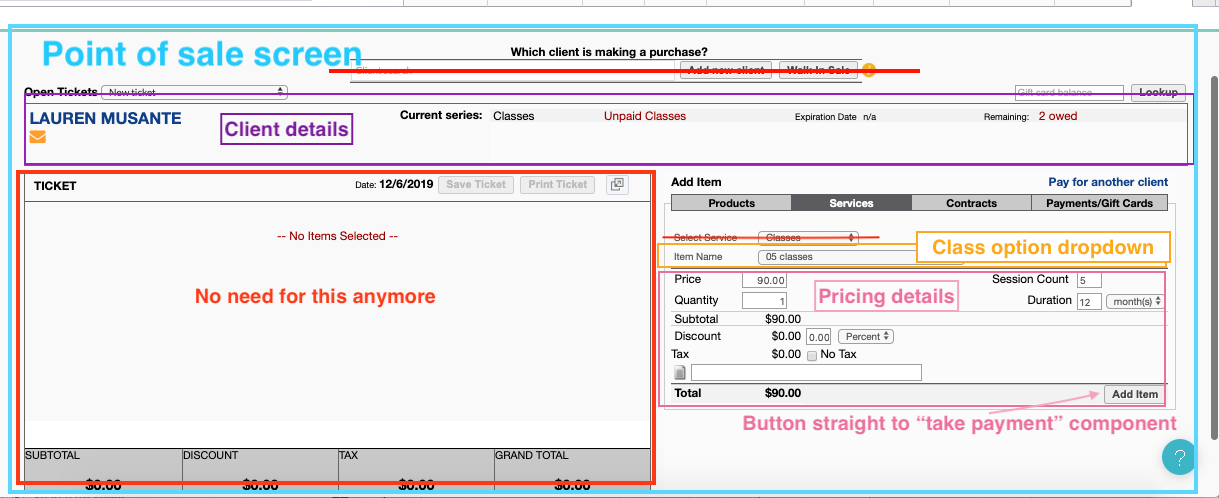 Point of sale screen
Which client is making a purchase?
Client search
Add new client Walk-In Sale
Open Tickets New ticket Gift card balance Lookup
LAUREN MUSANTE
Client details
Current series: Classes Unpaid Classes Expiration Date n/a Remaining: 2 owed
TICKET Date: 12/6/2019 Save Ticket Print Ticket
-- No Items Selected --
No need for this anymore
SUBTOTAL DISCOUNT TAX GRAND TOTAL
$0.00 $0.00 $0.00 $0.00
Add Item Pay for another client
Products Services Contracts Payments/Gift Cards
Select Service Classes
Class option dropdown
Item Name 05 classes
Price 90.00 Session Count 5
Pricing details
Quantity 1 Duration 12 month(s)
Subtotal $90.00
Discount $0.00 0.00 Percent
Tax $0.00 No Tax
Total $90.00 Add Item
Button straight to “take payment” component
?